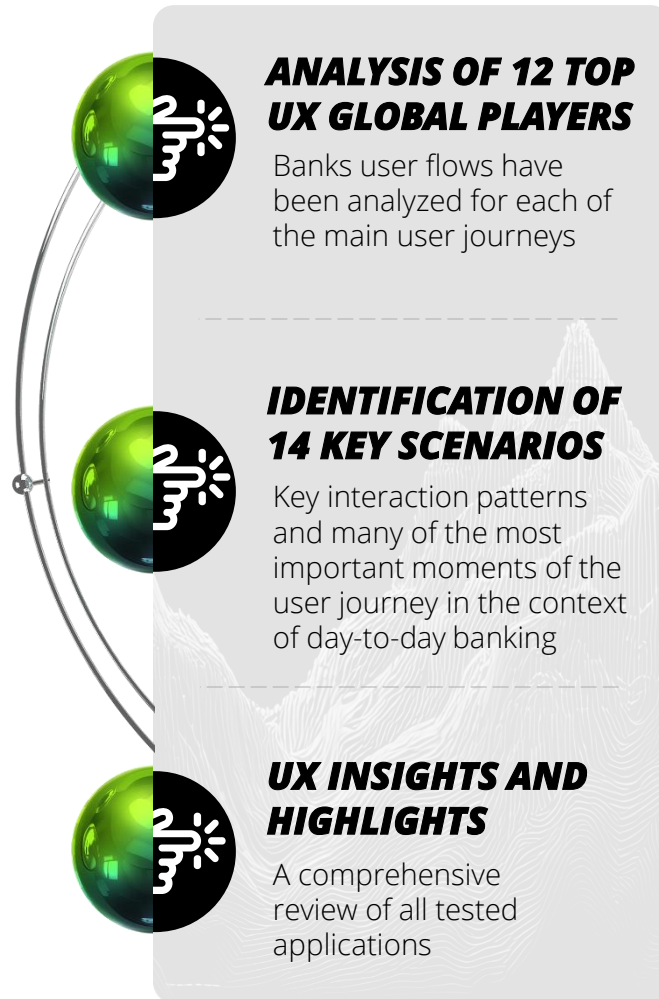 ANALYSIS OF 12 TOP
UX GLOBAL PLAYERS
Banks user flows have
been analyzed for each of
the main user journeys
IDENTIFICATION OF
14 KEY SCENARIOS
Key interaction patterns
and many of the most
important moments of the
user journey in the context
of day-to-day banking
UX INSIGHTS AND
HIGHLIGHTS
A comprehensive
review of all tested
applications